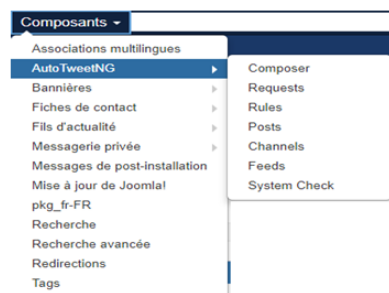 Composants
Associations multilingues
AutoTweetNG
Bannières
Fiches de contact
Fils d'actualité
Messagerie privée
Messages de post-installation
Mise à jour de Joomla!
pkg_fr-FR
Recherche
Recherche avancée
Redirections
Tags
Composer
Requests
Rules
Posts
Channels
Feeds
System Check